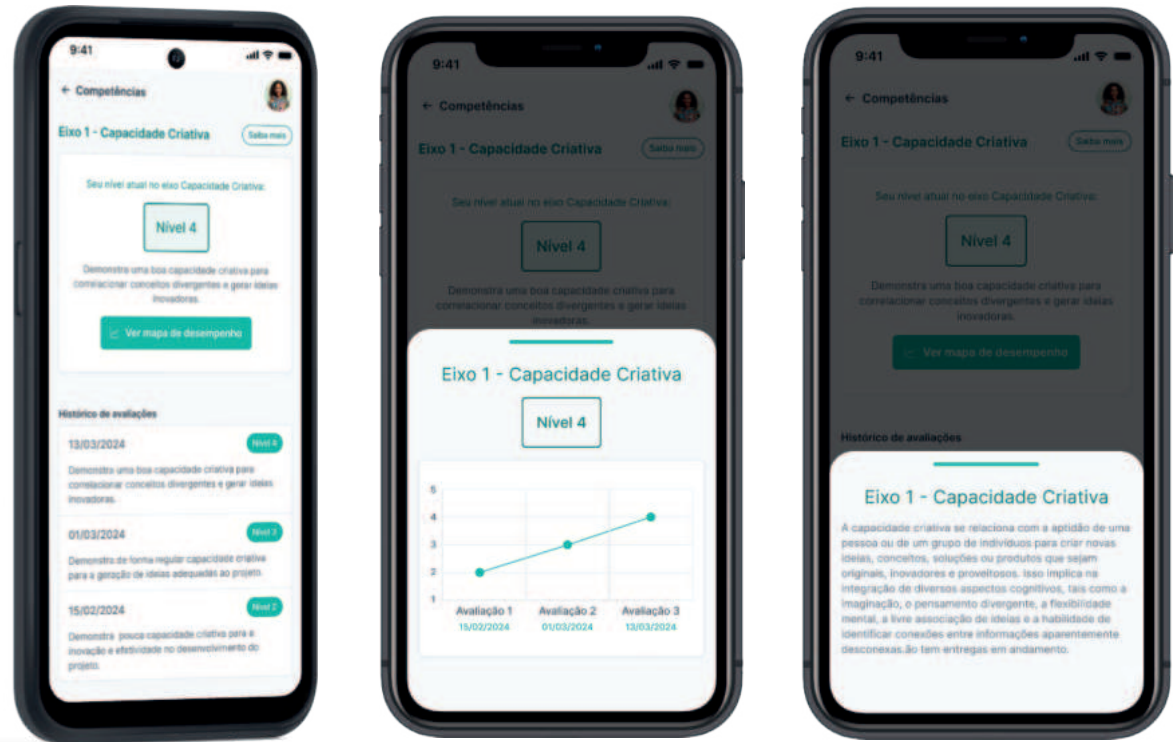 9:41
← Competências
Eixo 1 - Capacidade Criativa
Saiba mais
Seu nível atual no eixo Capacidade Criativa:
Nível 4
Demonstra uma boa capacidade criativa para
correlacionar conceitos divergentes e gerar ideias
inovadoras.
Ver mapa de desempenho
Histórico de avaliações
13/03/2024
Nível 4
Demonstra uma boa capacidade criativa para
correlacionar conceitos divergentes e gerar ideias
inovadoras.
01/03/2024
Nível 3
Demonstra de forma regular capacidade criativa
para a geração de ideias adequadas ao projeto.
15/02/2024
Nível 2
Demonstra pouca capacidade criativa para a
inovação e efetividade no desenvolvimento do
projeto.
9:41
← Competências
Eixo 1 - Capacidade Criativa
Saiba mais
Seu nível atual no eixo Capacidade Criativa:
Nível 4
Demonstra uma boa capacidade criativa para
correlacionar conceitos divergentes e gerar ideias
inovadoras.
Eixo 1 - Capacidade Criativa
Nível 4
5
4
3
2
1
Avaliação 1 Avaliação 2 Avaliação 3
15/02/2024 01/03/2024 13/03/2024
9:41
← Competências
Eixo 1 - Capacidade Criativa
Saiba mais
Seu nível atual no eixo Capacidade Criativa:
Nível 4
Demonstra uma boa capacidade criativa para
correlacionar conceitos divergentes e gerar ideias
inovadoras.
Ver mapa de desempenho
Histórico de avaliações
Eixo 1 - Capacidade Criativa
A capacidade criativa se relaciona com a aptidão de uma
pessoa ou de um grupo de indivíduos para criar novas
ideias, conceitos, soluções ou produtos que sejam
originais, inovadores e proveitosos. Isso implica na
integração de diversos aspectos cognitivos, tais como a
imaginação, o pensamento divergente, a flexibilidade
mental, a livre associação de ideias e a habilidade de
identificar conexões entre informações aparentemente
desconexas.ão tem entregas em andamento.